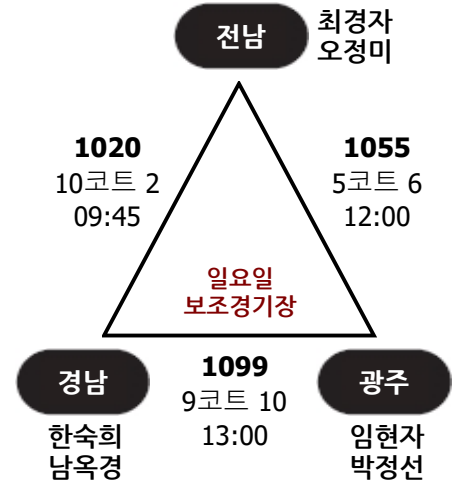 전남
최경자
오정미
1020
10코트 2
09:45
1055
5코트 6
12:00
일요일
보조경기장
경남
한숙희
남옥경
1099
9코트 10
13:00
광주
임현자
박정선